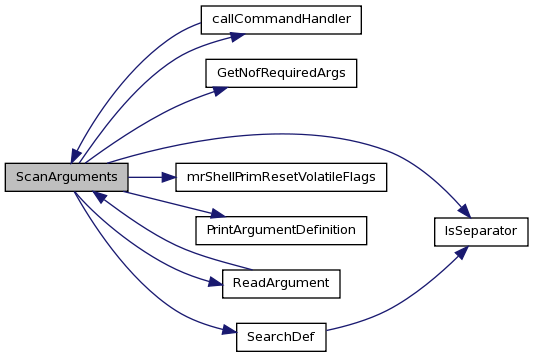 callCommandHandler
GetNofRequiredArgs
ScanArguments
mrShellPrimResetVolatileFlags
PrintArgumentDefinition
IsSeparator
ReadArgument
SearchDef